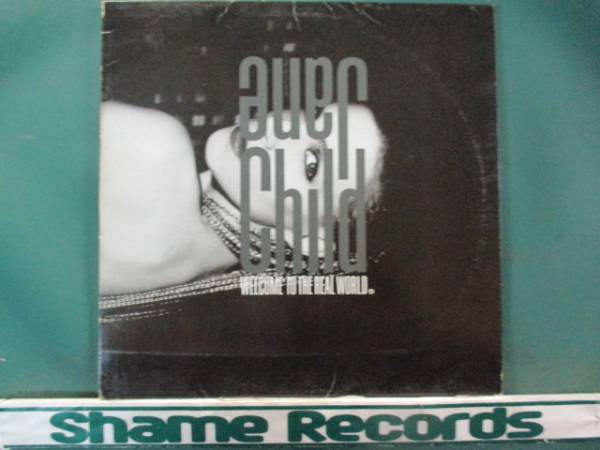 Jane
Child
WELCOME TO THE REAL WORLD
Shame Records